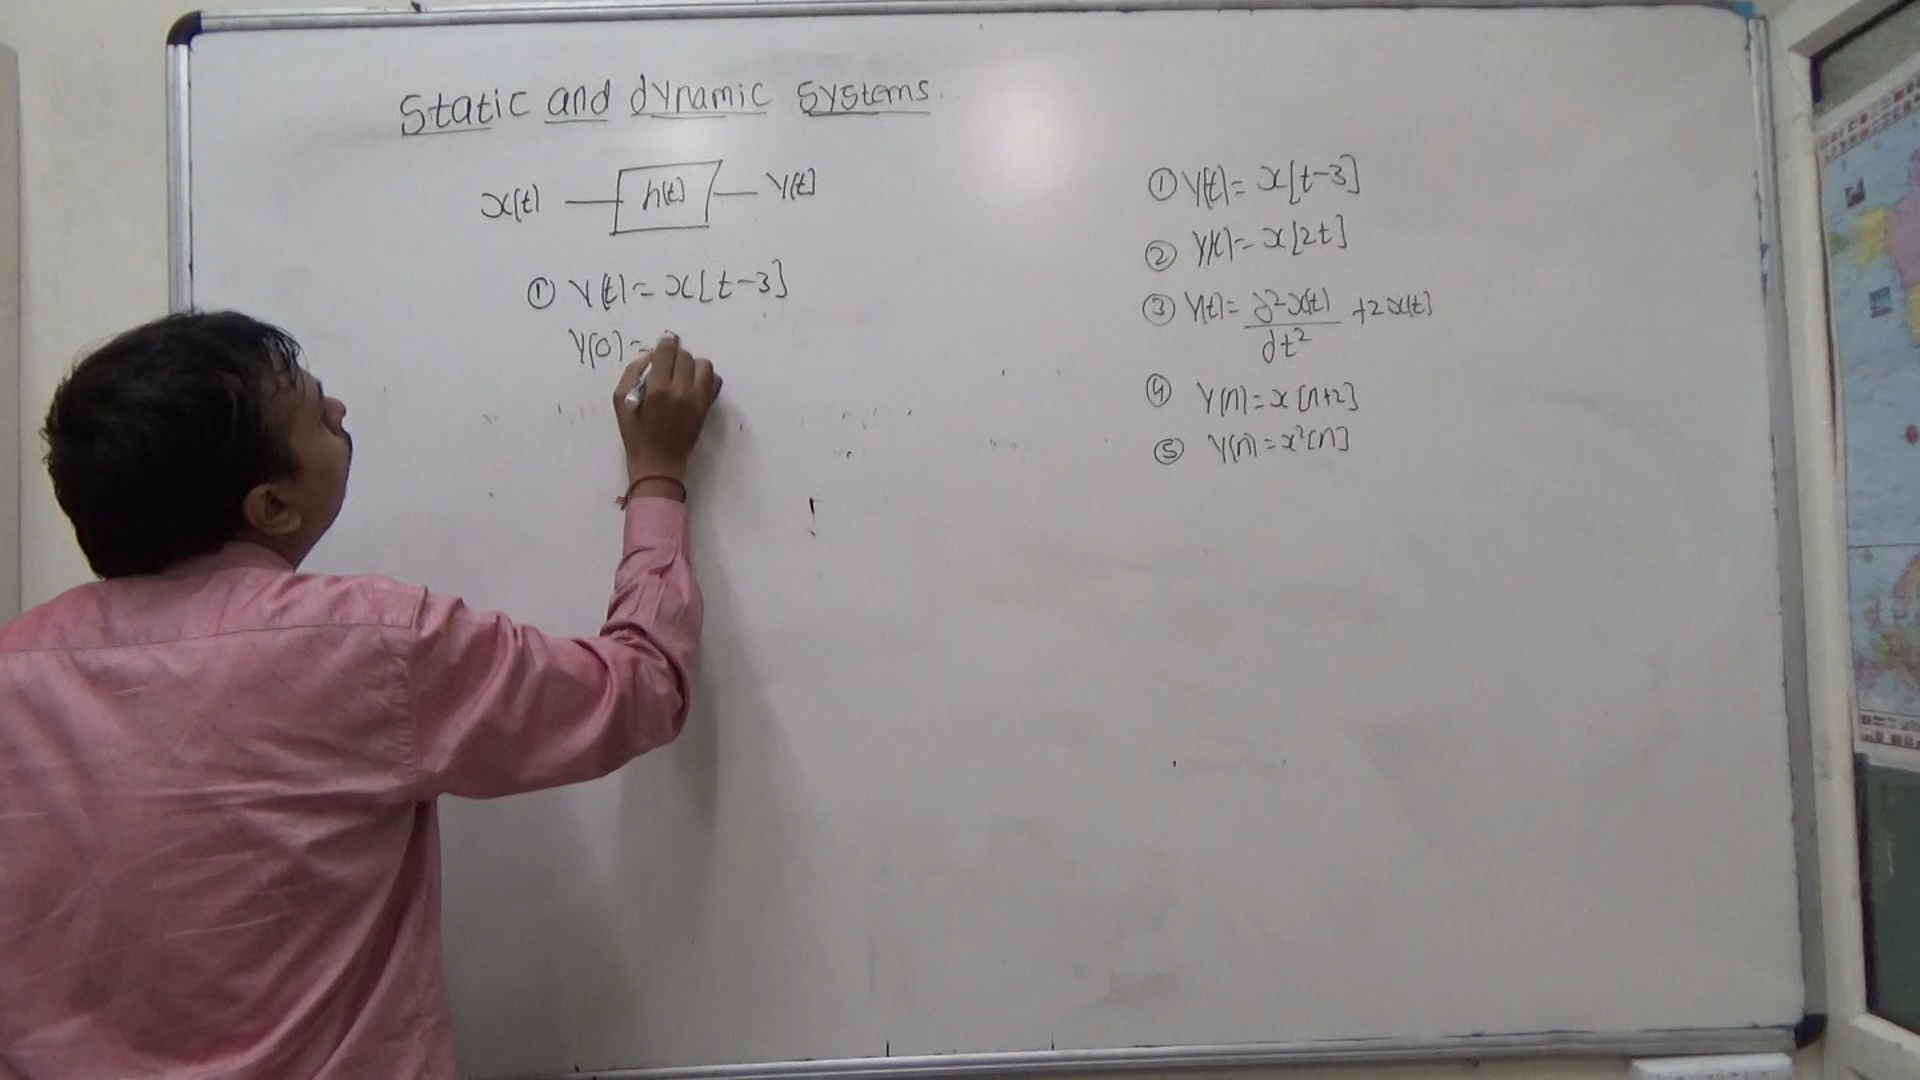 Static and dynamic systems
x(t) h(t) y(t)
① y(t) = x[t-3]
y(0) =
① y(t) = x[t-3]
② y(t) = x[2t]
③ y(t) = d²x(t)/dt² + 2x(t)
④ y[n] = x[n+2]
⑤ y(n) = x²[n]